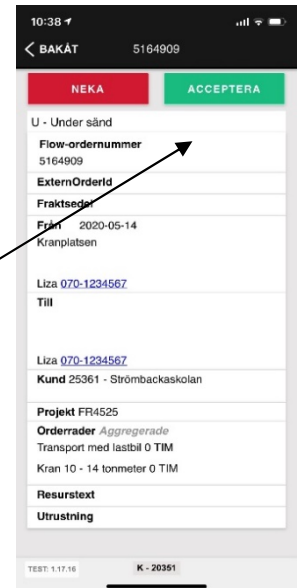 10:38
BAKÅT 5164909
NEKA ACCEPTERA
U - Under sänd
Flow-ordernummer
5164909
ExternOrderId
Fraktsedel
Från 2020-05-14
Kranplatsen
Liza 070-1234567
Till
Liza 070-1234567
Kund 25361 - Strömbackaskolan
Projekt FR4525
Orderrader Aggregerade
Transport med lastbil 0 TIM
Kran 10 - 14 tonmeter 0 TIM
Resurstext
Utrustning
TEST: 1.17.16 K - 20351